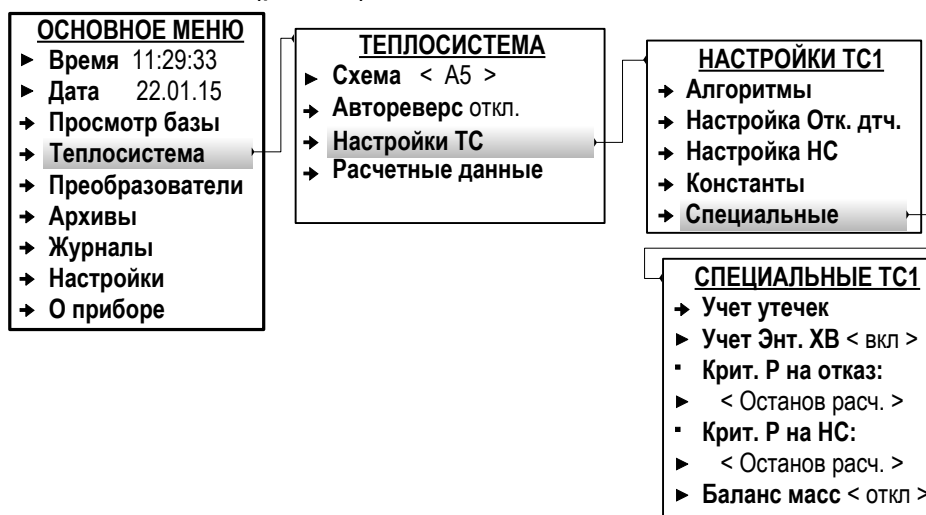 ОСНОВНОЕ МЕНЮ
Время 11:29:33
Дата 22.01.15
Просмотр базы
Теплосистема
Преобразователи
Архивы
Журналы
Настройки
О приборе
ТЕПЛОСИСТЕМА
Схема < А5 >
Автореверс откл.
Настройки ТС
Расчетные данные
НАСТРОЙКИ ТС1
Алгоритмы
Настройка Отк. дтч.
Настройка НС
Константы
Специальные
СПЕЦИАЛЬНЫЕ ТС1
Учет утечек
Учет Энт. ХВ < вкл >
Крит. Р на отказ:
< Останов расч. >
Крит. Р на НС:
< Останов расч. >
Баланс масс < откл >